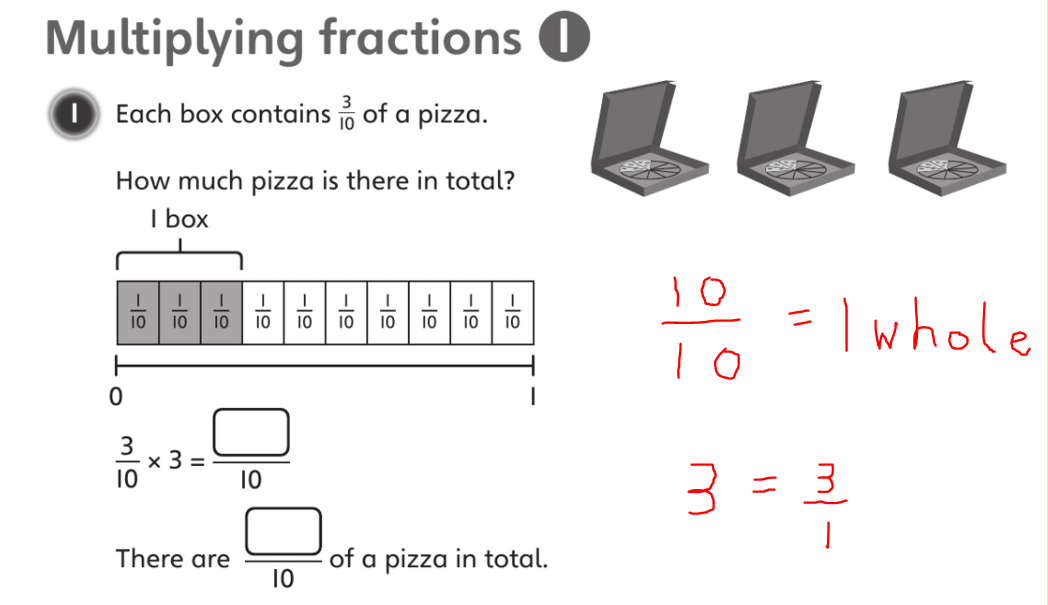 Multiplying fractions 1
1 Each box contains 3/10 of a pizza.
How much pizza is there in total?
1 box
1/10 1/10 1/10 1/10 1/10 1/10 1/10 1/10 1/10 1/10
0 1
3/10 × 3 = □/10
There are □/10 of a pizza in total.
10/10 = 1 whole
3 = 3/1